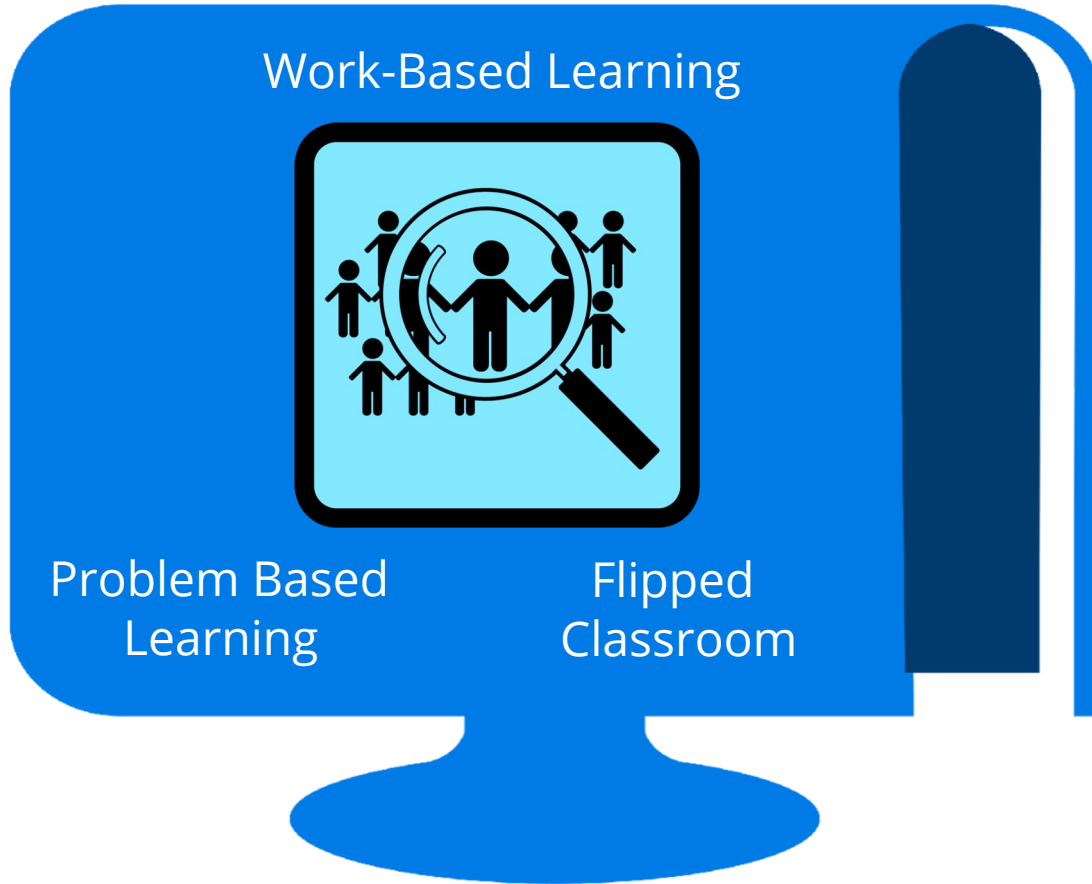 Work-Based Learning
Problem Based
Learning
Flipped
Classroom